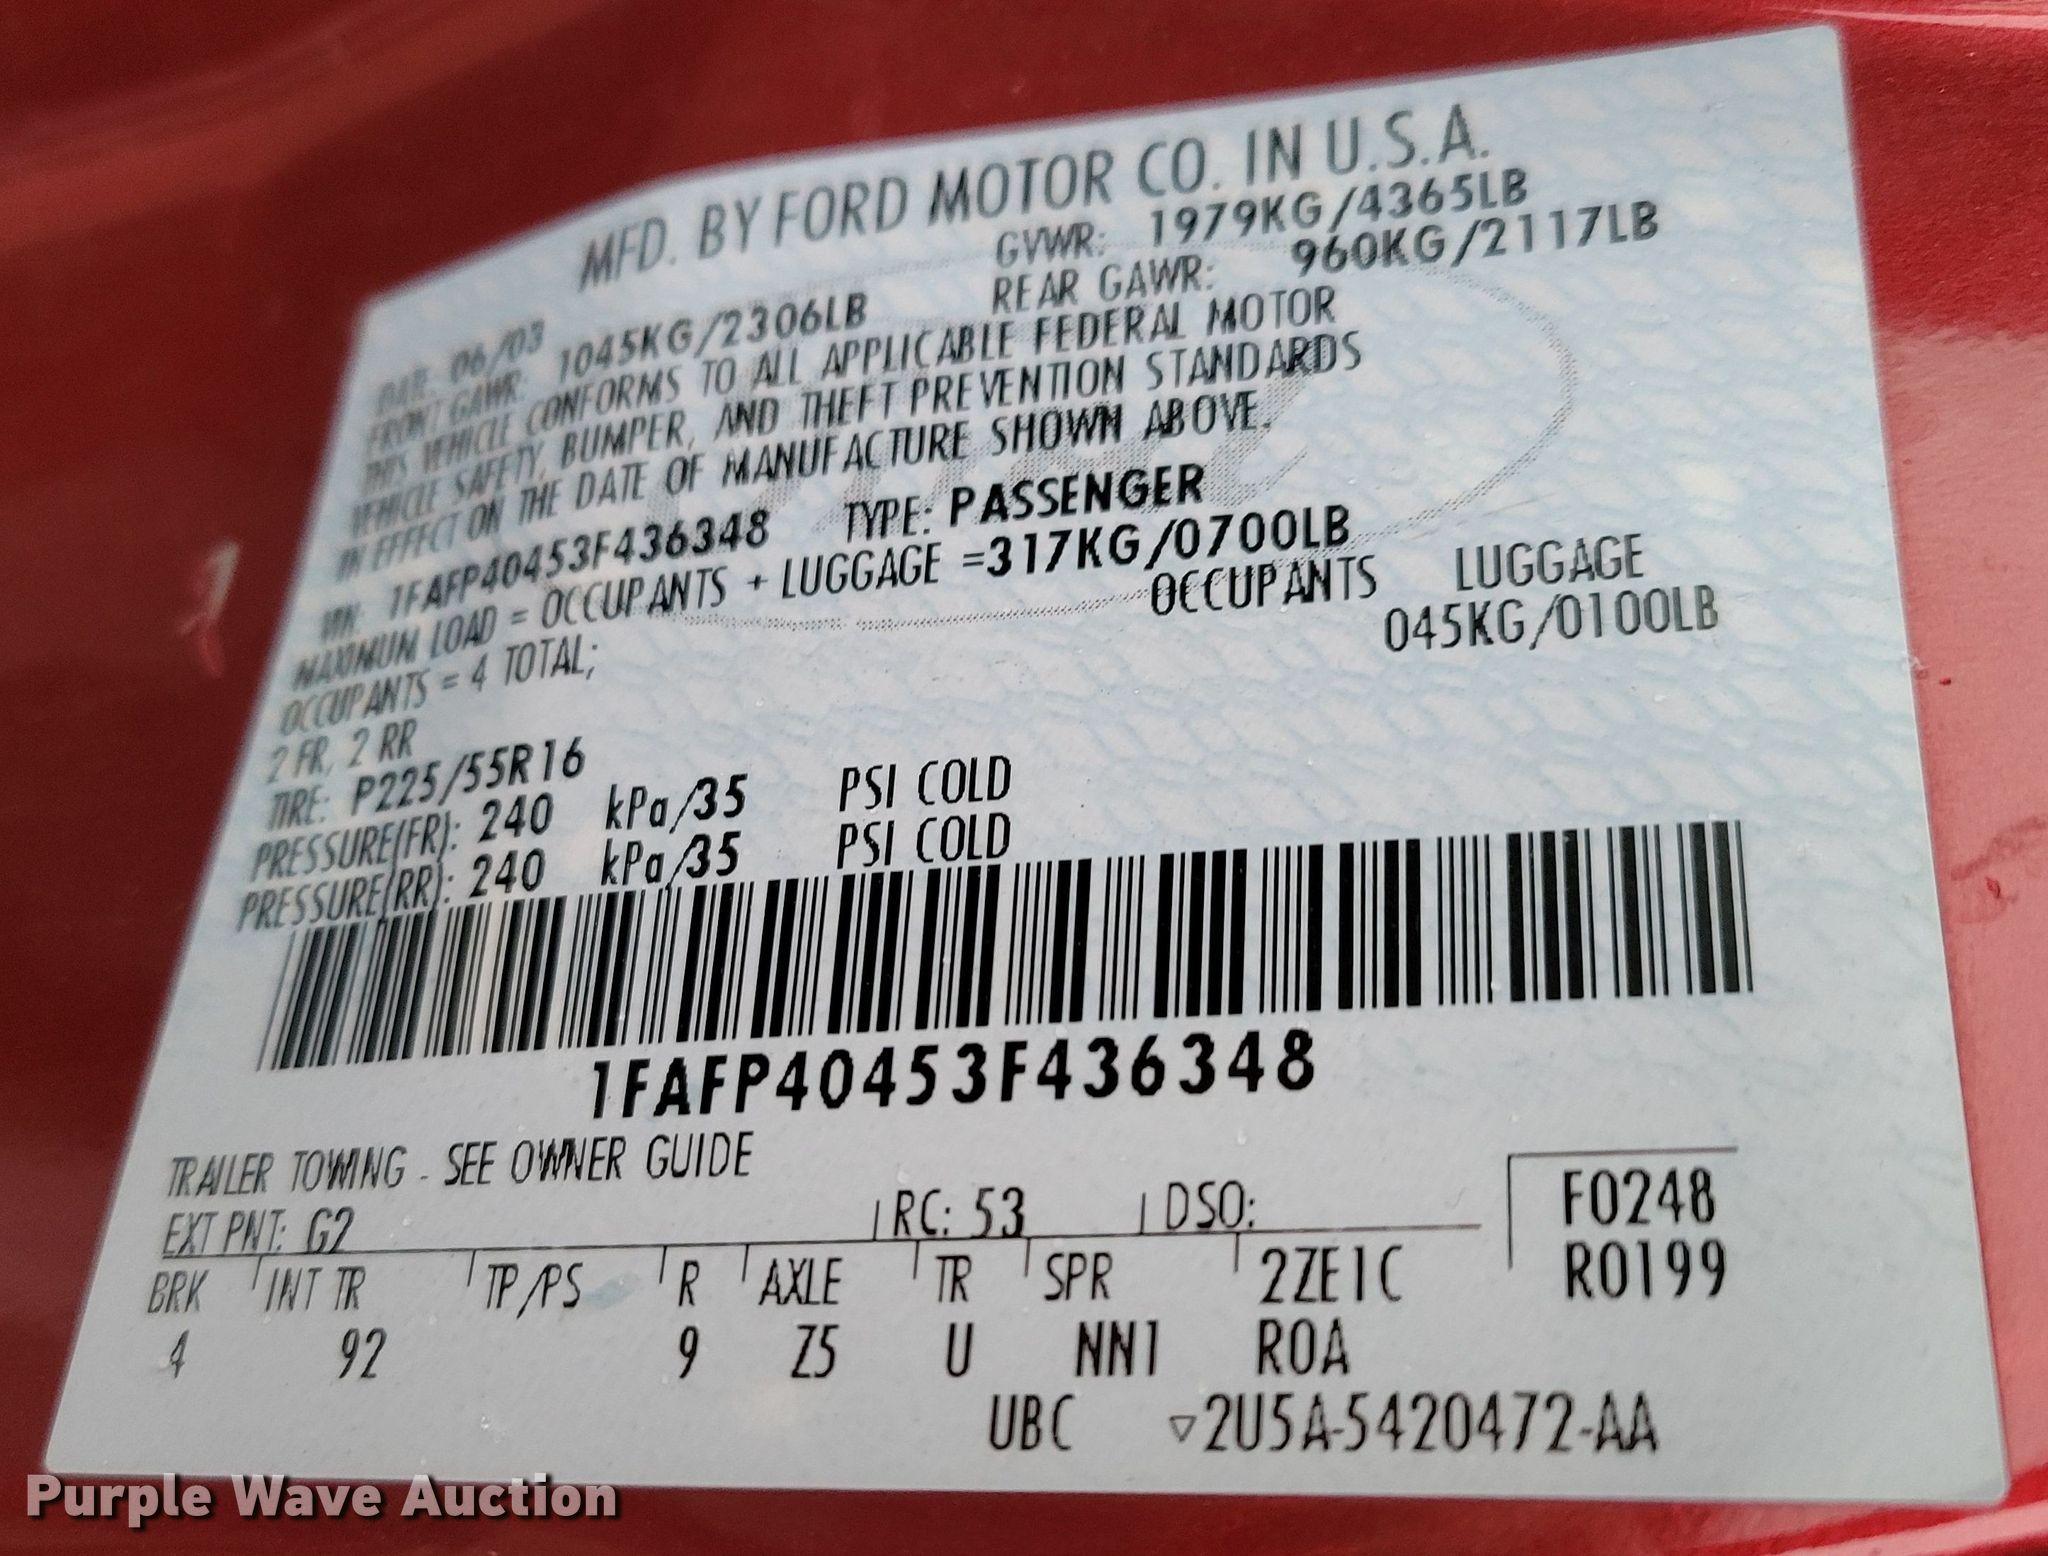 MFD. BY FORD MOTOR CO. IN U.S.A.
DATE: 06/03 GVWR: 1979KG/4365LB
FRONT GAWR: 1045KG/2306LB REAR GAWR: 960KG/2117LB
THIS VEHICLE CONFORMS TO ALL APPLICABLE FEDERAL MOTOR
VEHICLE SAFETY, BUMPER, AND THEFT PREVENTION STANDARDS
IN EFFECT ON THE DATE OF MANUFACTURE SHOWN ABOVE.
VIN: 1FAFP40453F436348 TYPE: PASSENGER
MAXIMUM LOAD = OCCUPANTS + LUGGAGE =317KG/0700LB
OCCUPANTS = 4 TOTAL; OCCUPANTS LUGGAGE
2 FR, 2 RR 045KG/0100LB
TIRE: P225/55R16
PRESSURE(FR): 240 kPa/35 PSI COLD
PRESSURE(RR): 240 kPa/35 PSI COLD
1FAFP40453F436348
TRAILER TOWING - SEE OWNER GUIDE
EXT PNT: G2 RC: 53 DSO: F0248
BRK INT TR TP/PS R AXLE TR SPR 2ZE1C R0199
4 92 9 Z5 U NN1 ROA
UBC ▽2U5A-5420472-AA
Purple Wave Auction